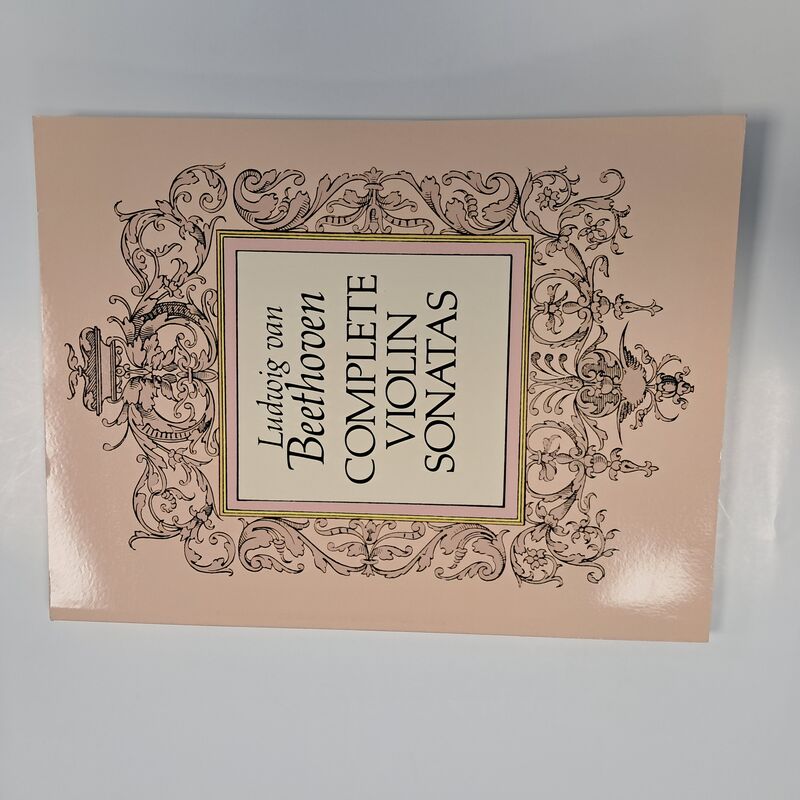 Ludwig van
Beethoven
COMPLETE
VIOLIN
SONATAS